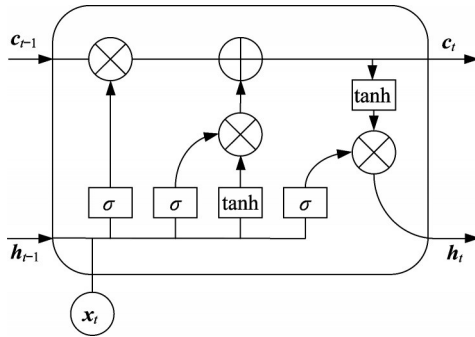 c_{t-1} c_t
tanh
σ σ tanh σ
h_{t-1} h_t
x_t